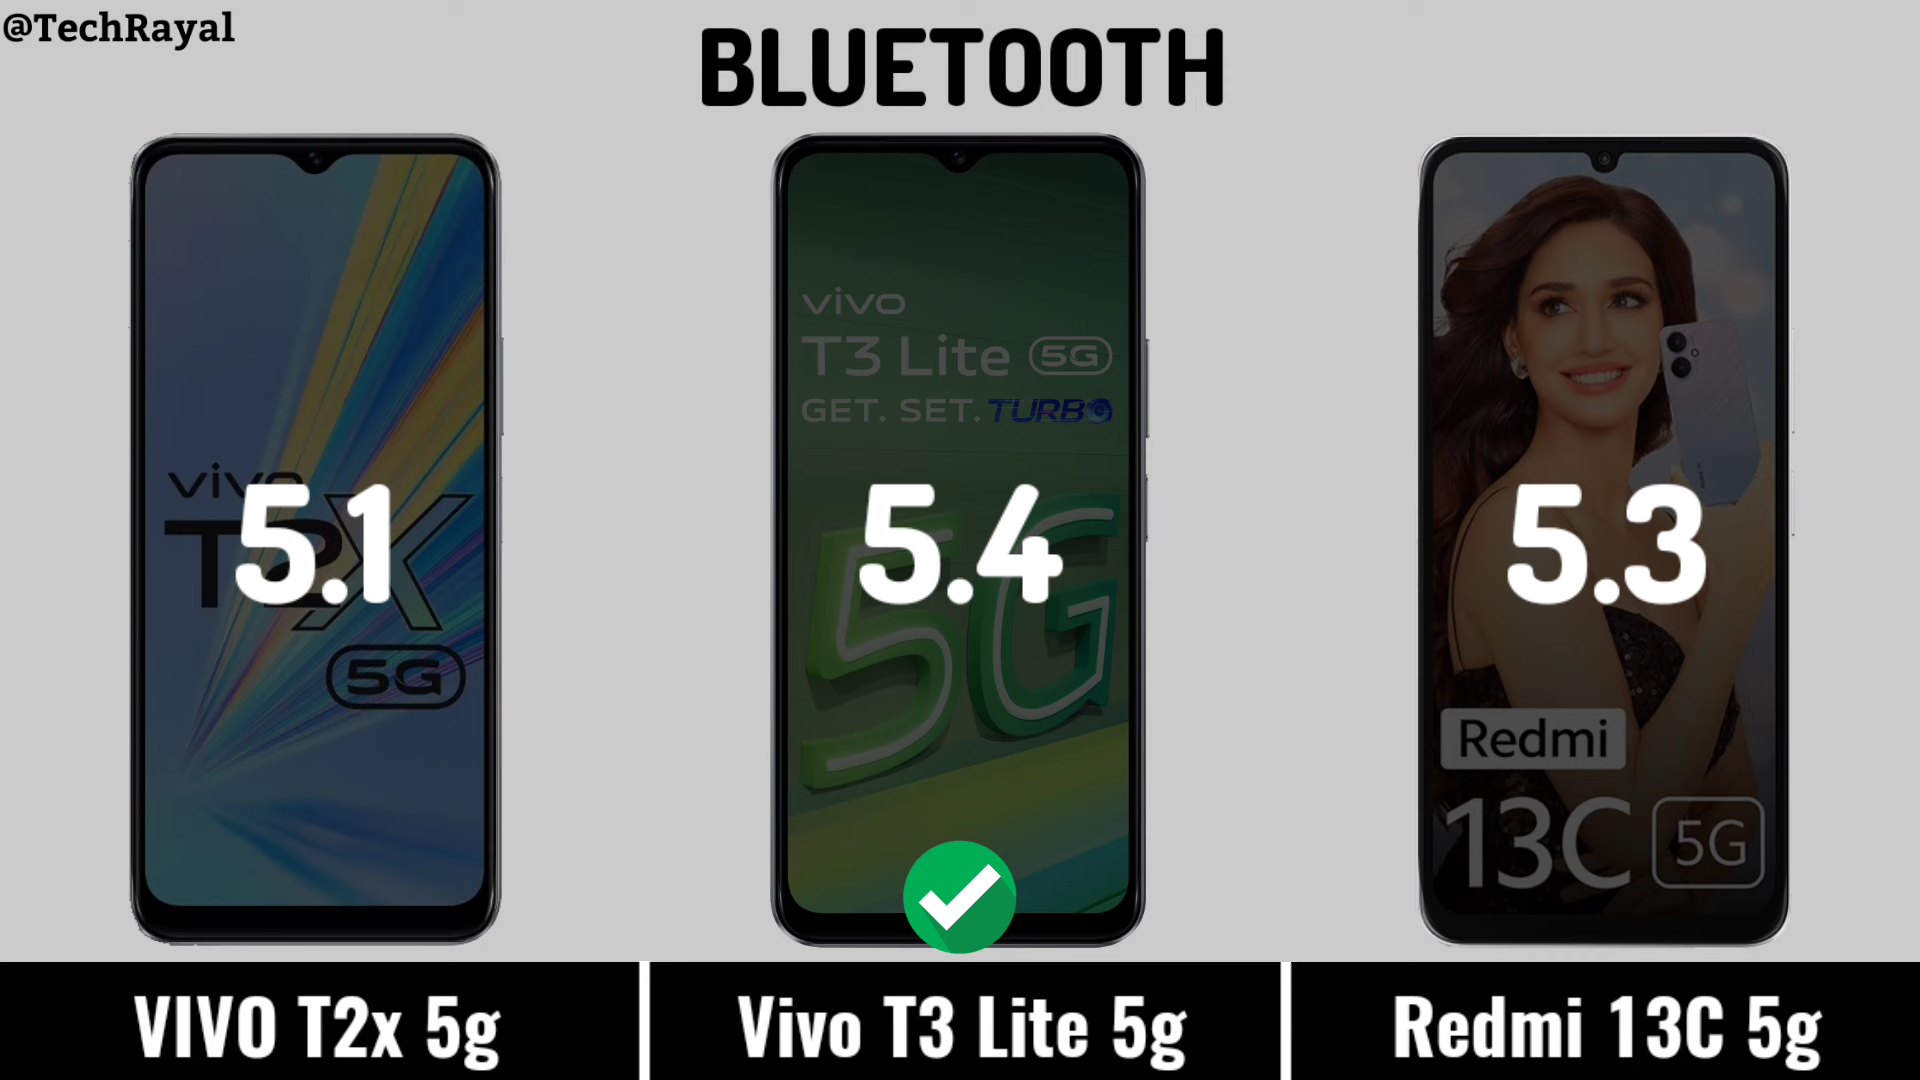 @TechRayal
BLUETOOTH
vivo
T2X
5G
5.1
vivo
T3 Lite 5G
GET. SET. TURBO
5G
5.4
5.3
Redmi
13C 5G
VIVO T2x 5g
Vivo T3 Lite 5g
Redmi 13C 5g